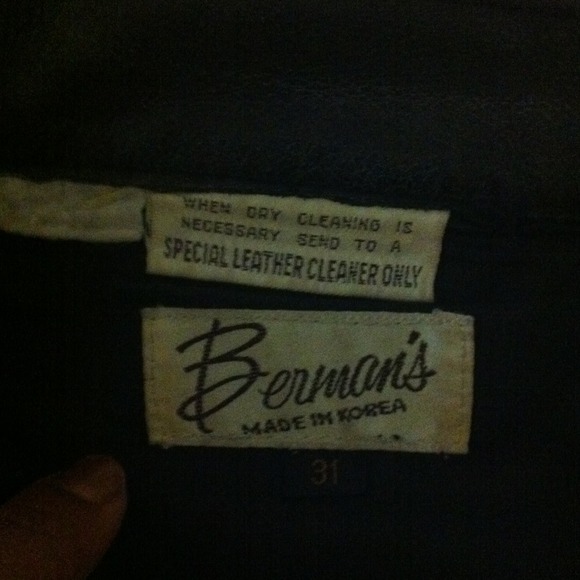 WHEN DRY CLEANING IS
NECESSARY SEND TO A
SPECIAL LEATHER CLEANER ONLY
Berman's
MADE IN KOREA
31